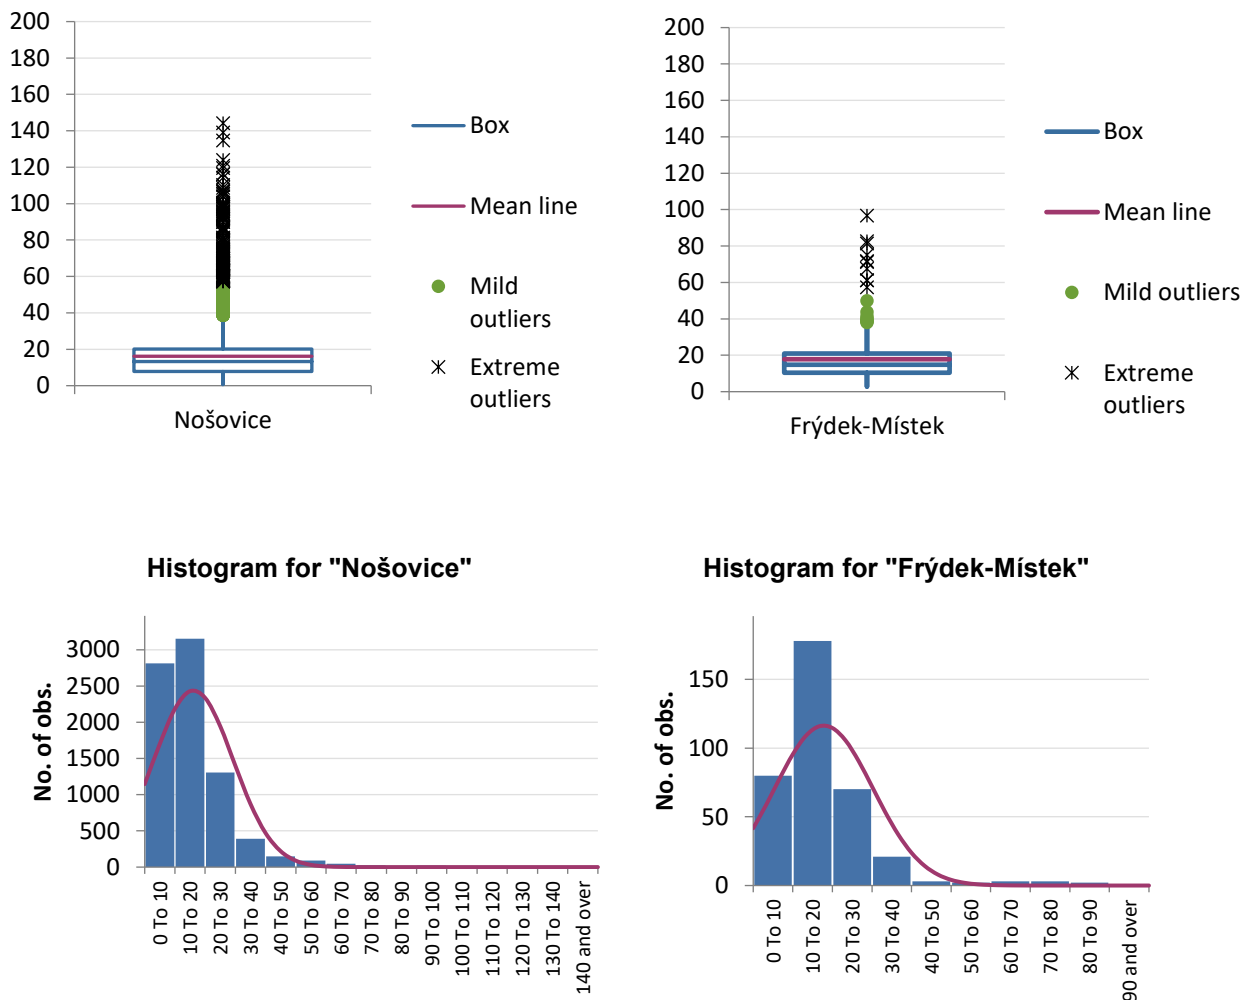 200
180
160
140
120
100
80
60
40
20
0
Nošovice
Box
Mean line
Mild
outliers
Extreme
outliers
200
180
160
140
120
100
80
60
40
20
0
Frýdek-Místek
Box
Mean line
Mild outliers
Extreme
outliers
Histogram for "Nošovice"
No. of obs.
3000
2500
2000
1500
1000
500
0
0 To 10
10 To 20
20 To 30
30 To 40
40 To 50
50 To 60
60 To 70
70 To 80
80 To 90
90 To 100
100 To 110
110 To 120
120 To 130
130 To 140
140 and over
Histogram for "Frýdek-Místek"
No. of obs.
150
100
50
0
0 To 10
10 To 20
20 To 30
30 To 40
40 To 50
50 To 60
60 To 70
70 To 80
80 To 90
90 and over